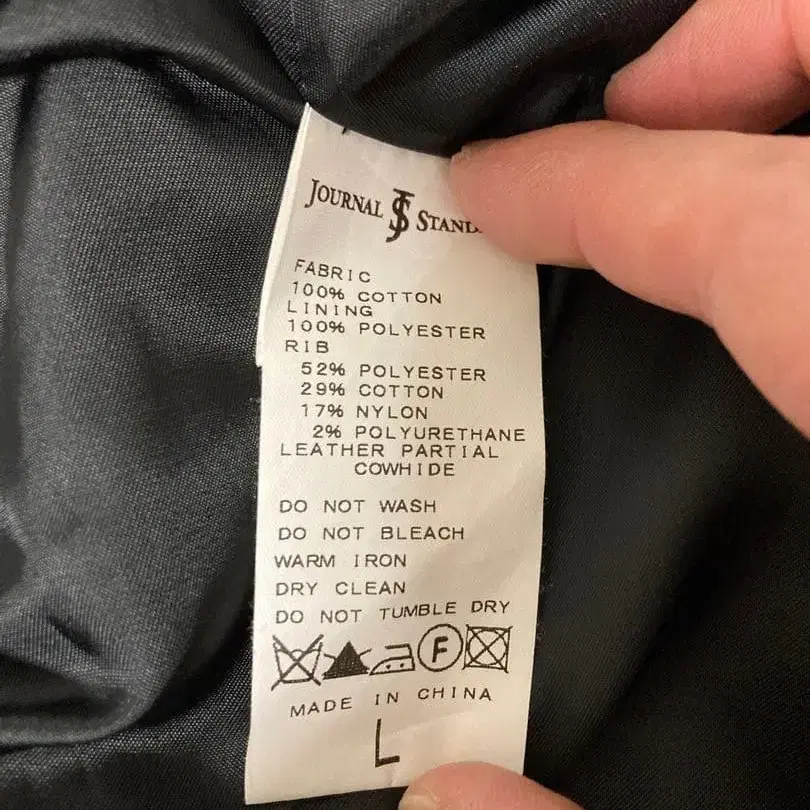 JOURNAL JS
FABRIC
100% COTTON
LINING
100% POLYESTER
RIB
52% POLYESTER
29% COTTON
17% NYLON
2% POLYURETHANE
LEATHER PARTIAL
COWHIDE
DO NOT WASH
DO NOT BLEACH
WARM IRON
DRY CLEAN
DO NOT TUMBLE DRY
F
MADE IN CHINA
L